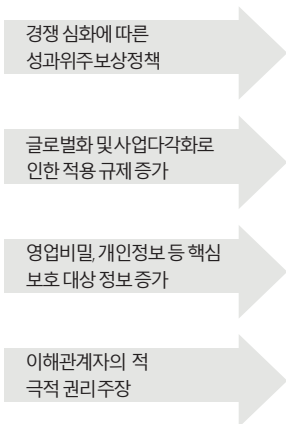 경쟁 심화에 따른
성과위주보상정책
글로벌화 및 사업다각화로
인한 적용 규제 증가
영업비밀, 개인정보 등 핵심
보호 대상 정보 증가
이해관계자의 적
극적 권리 주장